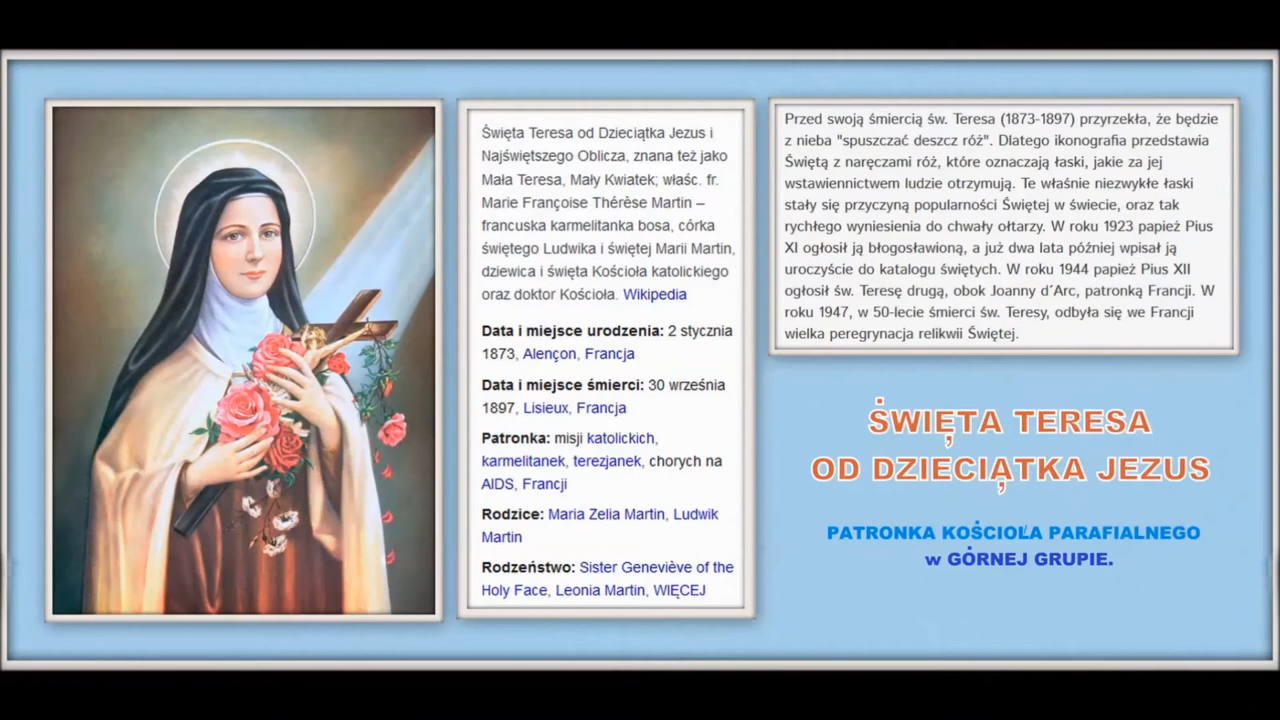 Święta Teresa od Dzieciątka Jezus i
Najświętszego Oblicza, znana też jako
Mała Teresa, Mały Kwiatek; właśc. fr.
Marie Françoise Thérèse Martin –
francuska karmelitanka bosa, córka
świętego Ludwika i świętej Marii Martin,
dziewica i święta Kościoła katolickiego
oraz doktor Kościoła. Wikipedia
Data i miejsce urodzenia: 2 stycznia
1873, Alençon, Francja
Data i miejsce śmierci: 30 września
1897, Lisieux, Francja
Patronka: misji katolickich,
karmelitanek, terezjanek, chorych na
AIDS, Francji
Rodzice: Maria Zelia Martin, Ludwik
Martin
Rodzeństwo: Sister Geneviève of the
Holy Face, Leonia Martin, WIĘCEJ
Przed swoją śmiercią św. Teresa (1873-1897) przyrzekła, że będzie
z nieba "spuszczać deszcz róż". Dlatego ikonografia przedstawia
Świętą z naręczami róż, które oznaczają łaski, jakie za jej
wstawiennictwem ludzie otrzymują. Te właśnie niezwykłe łaski
stały się przyczyną popularności Świętej w świecie, oraz tak
rychłego wyniesienia do chwały ołtarzy. W roku 1923 papież Pius
XI ogłosił ją błogosławioną, a już dwa lata później wpisał ją
uroczyście do katalogu świętych. W roku 1944 papież Pius XII
ogłosił św. Teresę drugą, obok Joanny d´Arc, patronką Francji. W
roku 1947, w 50-lecie śmierci św. Teresy, odbyła się we Francji
wielka peregrynacja relikwii Świętej.
ŚWIĘTA TERESA
OD DZIECIĄTKA JEZUS
PATRONKA KOŚCIOŁA PARAFIALNEGO
w GÓRNEJ GRUPIE.